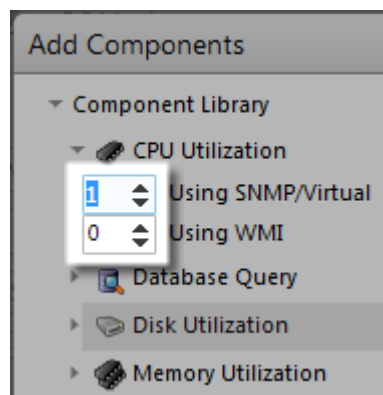 Add Components
Component Library
CPU Utilization
1 Using SNMP/Virtual
0 Using WMI
Database Query
Disk Utilization
Memory Utilization